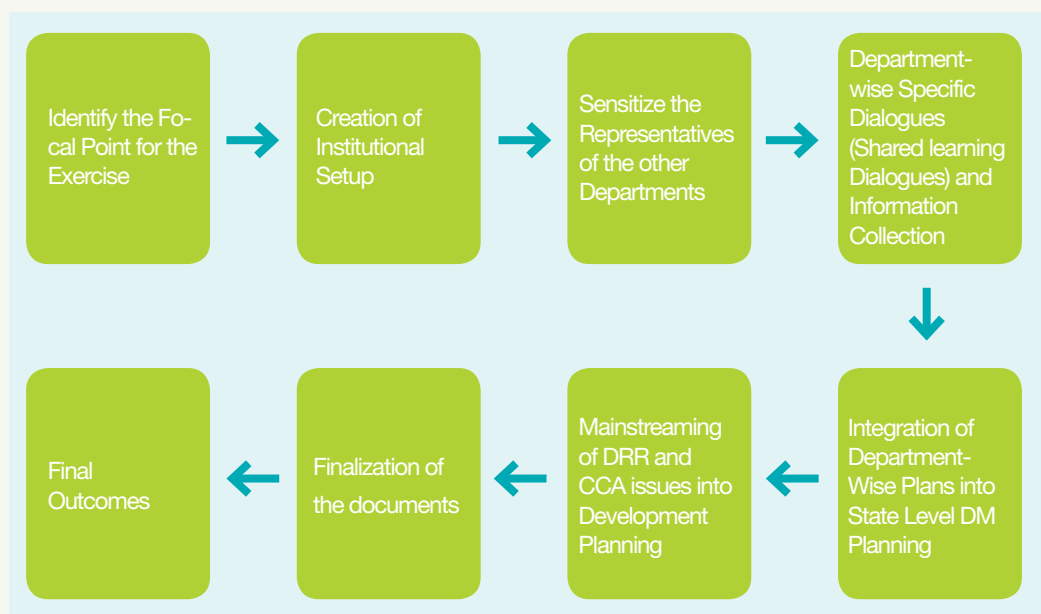 Identify the Fo-
cal Point for the
Exercise
Creation of
Institutional
Setup
Sensitize the
Representatives
of the other
Departments
Department-
wise Specific
Dialogues
(Shared learning
Dialogues) and
Information
Collection
Integration of
Department-
Wise Plans into
State Level DM
Planning
Mainstreaming
of DRR and
CCA issues into
Development
Planning
Finalization of
the documents
Final
Outcomes